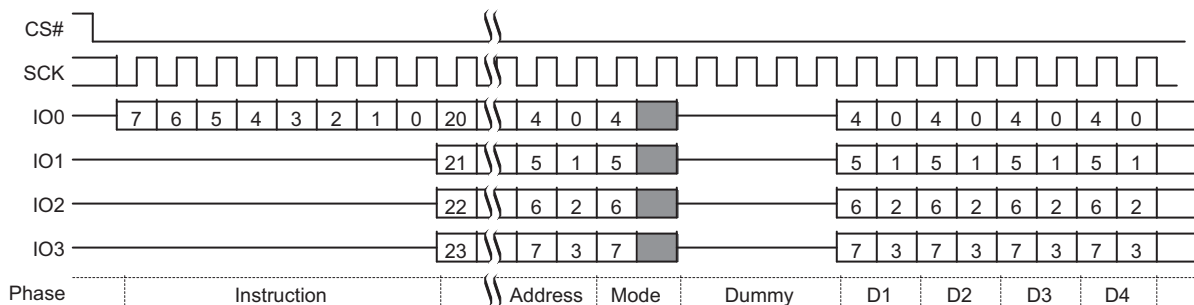 CS#
SCK
IO0 7 6 5 4 3 2 1 0 20 4 0 4 4 0 4 0 4 0 4 0
IO1 21 5 1 5 5 1 5 1 5 1 5 1
IO2 22 6 2 6 6 2 6 2 6 2 6 2
IO3 23 7 3 7 7 3 7 3 7 3 7 3
Phase Instruction Address Mode Dummy D1 D2 D3 D4